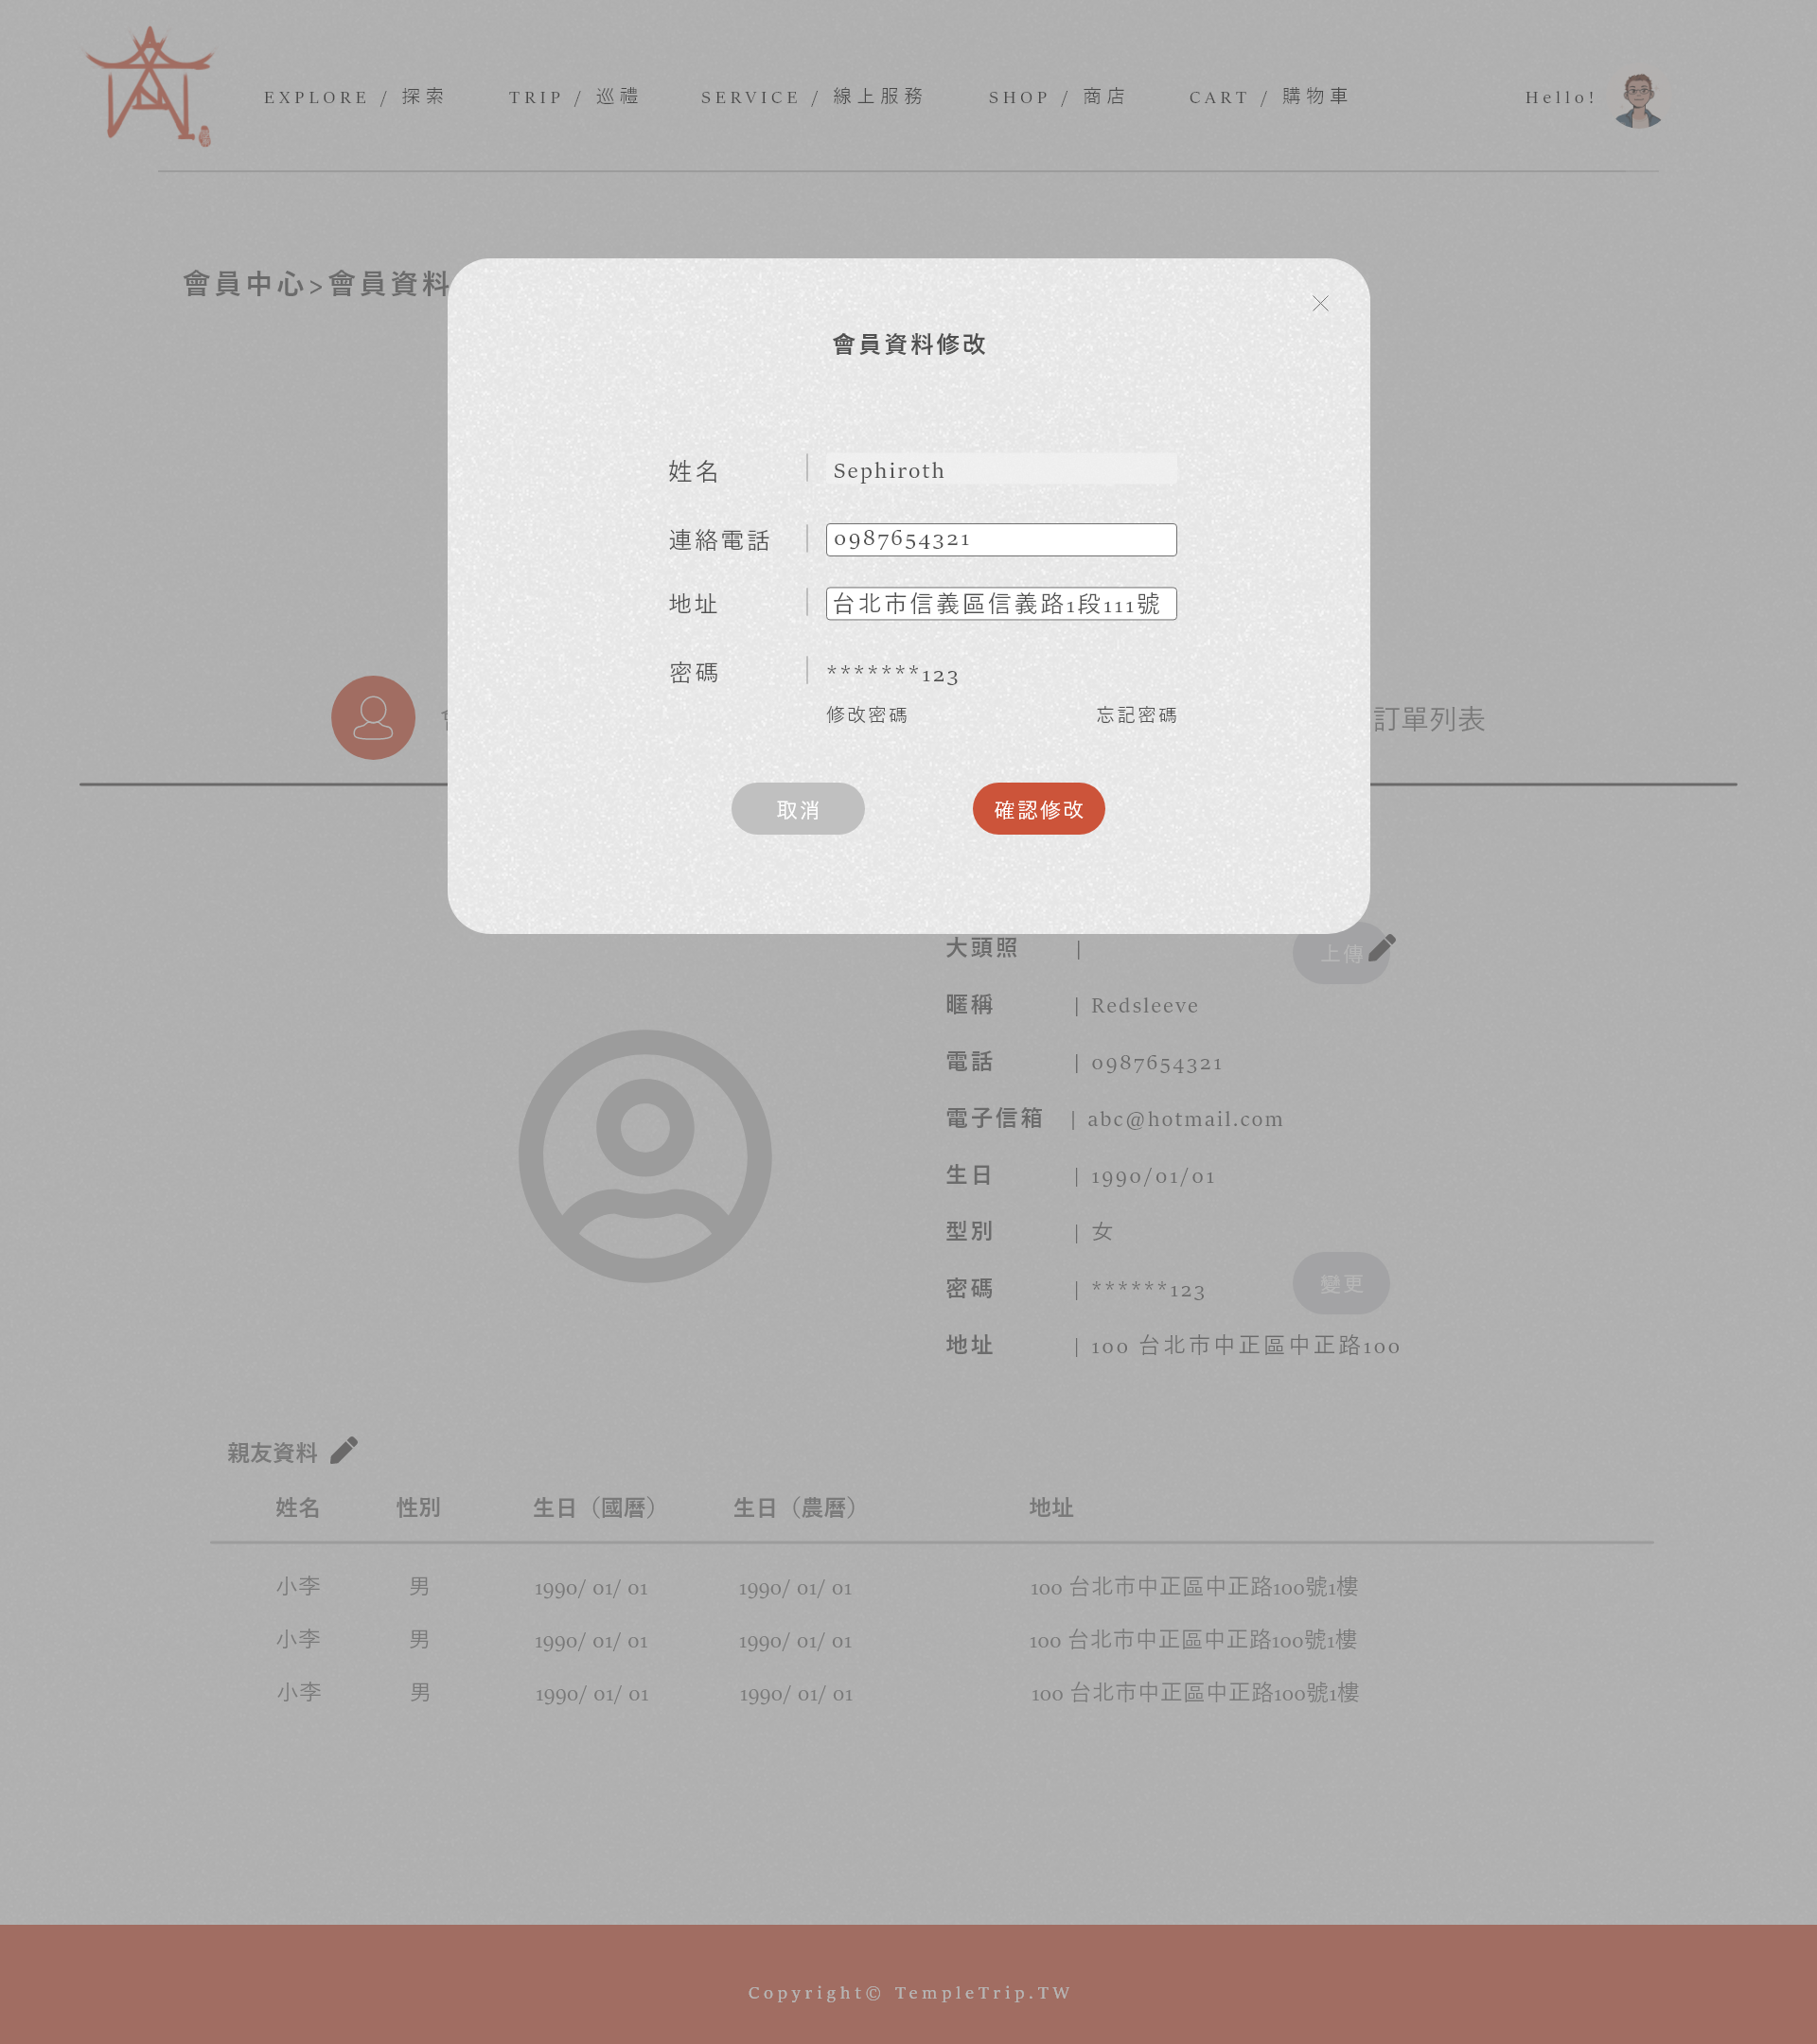 EXPLORE / 探索 TRIP / 巡禮 SERVICE / 線上服務 SHOP / 商店 CART / 購物車 Hello!
會員中心>會員資料
會員資料修改
姓名 Sephiroth
連絡電話 0987654321
地址 台北市信義區信義路1段111號
密碼 *******123
修改密碼 忘記密碼
訂單列表
取消 確認修改
大頭照 | 上傳
暱稱 | Redsleeve
電話 | 0987654321
電子信箱 | abc@hotmail.com
生日 | 1990/01/01
型別 | 女
密碼 | ******123 變更
地址 | 100 台北市中正區中正路100
親友資料
姓名 性別 生日（國曆） 生日（農曆） 地址
小李 男 1990/ 01/ 01 1990/ 01/ 01 100 台北市中正區中正路100號1樓
小李 男 1990/ 01/ 01 1990/ 01/ 01 100 台北市中正區中正路100號1樓
小李 男 1990/ 01/ 01 1990/ 01/ 01 100 台北市中正區中正路100號1樓
Copyright© TempleTrip.TW